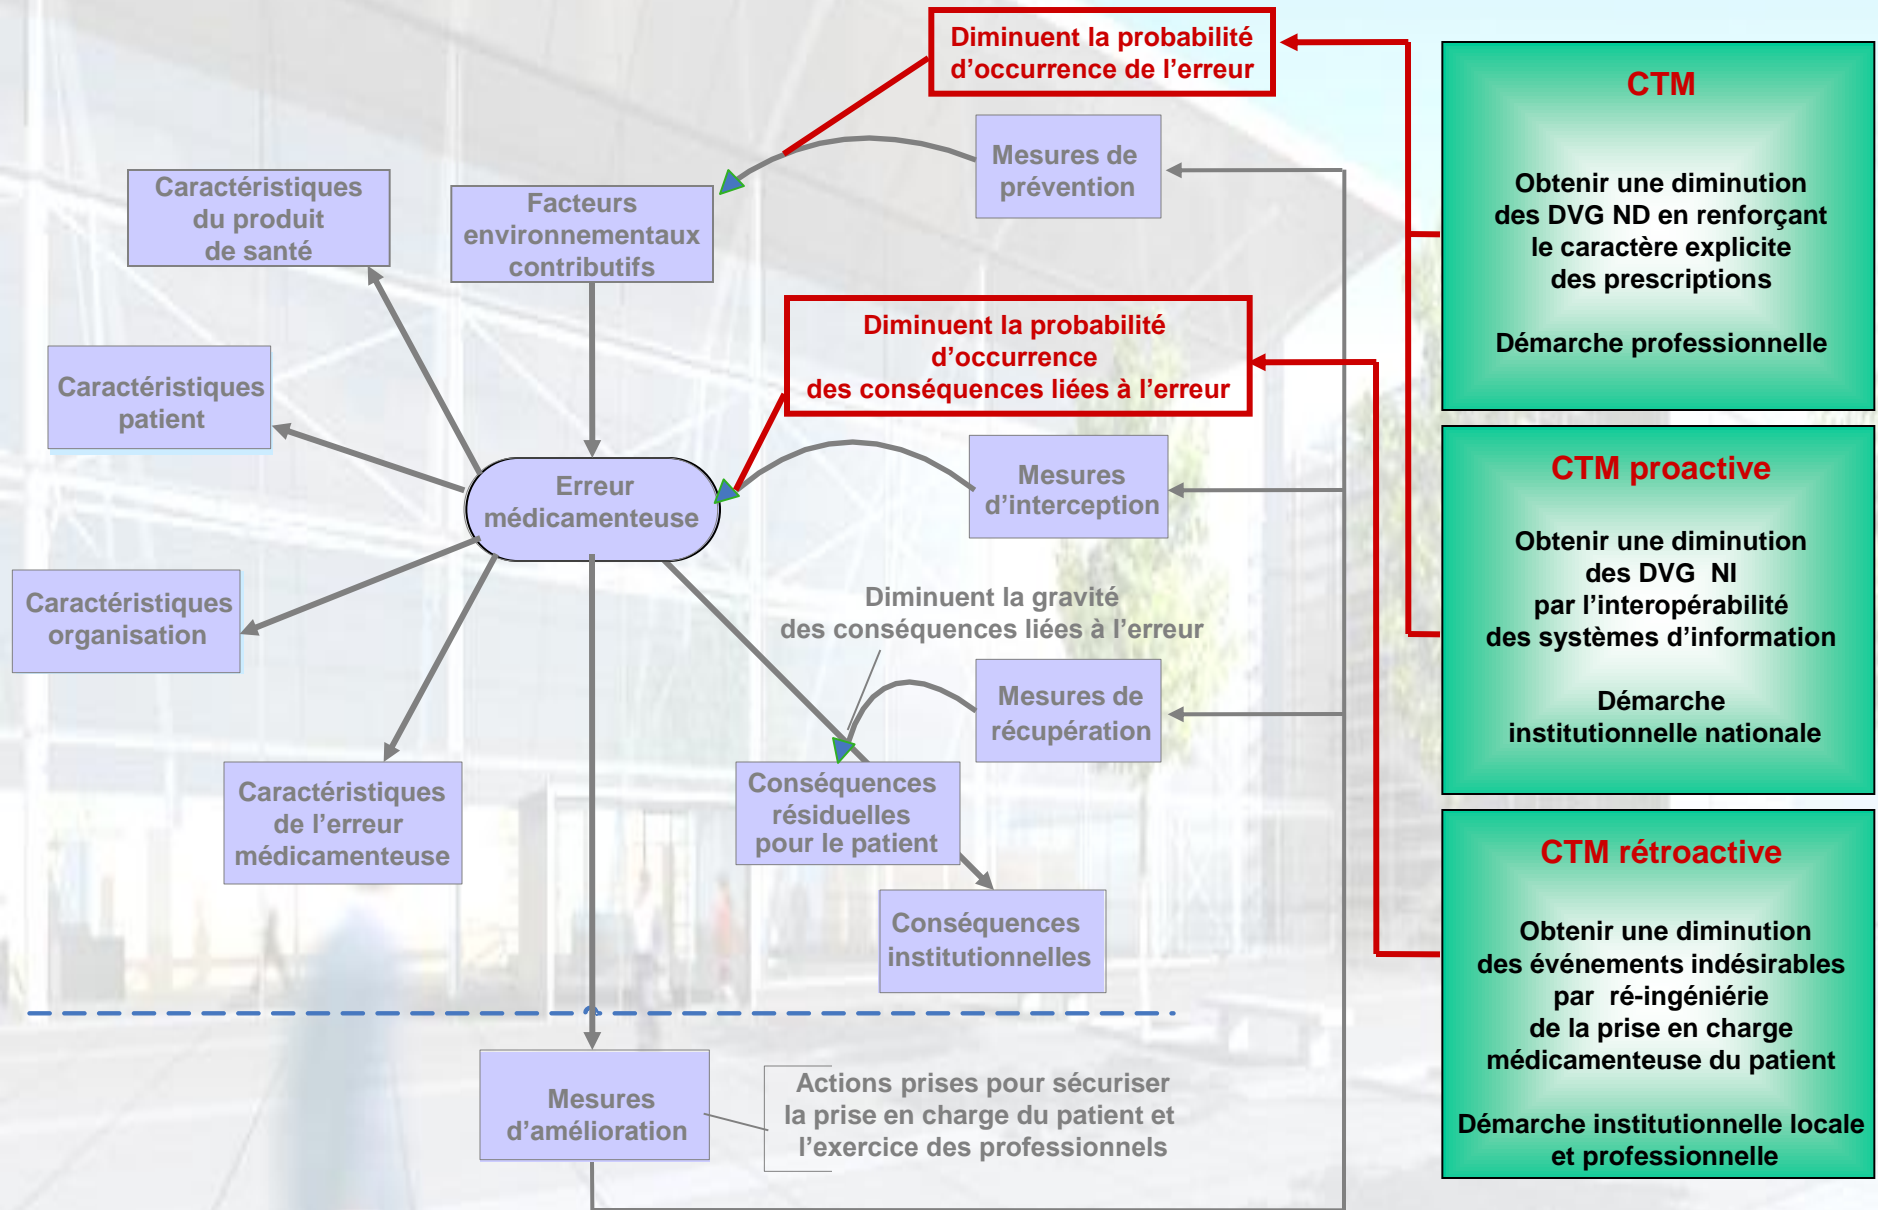 Diminuent la probabilité
d’occurrence de l’erreur
Mesures de
prévention
Caractéristiques
du produit
de santé
Facteurs
environnementaux
contributifs
Diminuent la probabilité
d’occurrence
des conséquences liées à l’erreur
Caractéristiques
patient
Erreur
médicamenteuse
Mesures
d’interception
Caractéristiques
organisation
Diminuent la gravité
des conséquences liées à l’erreur
Mesures de
récupération
Caractéristiques
de l’erreur
médicamenteuse
Conséquences
résiduelles
pour le patient
Conséquences
institutionnelles
Mesures
d’amélioration
Actions prises pour sécuriser
la prise en charge du patient et
l’exercice des professionnels
CTM
Obtenir une diminution
des DVG ND en renforçant
le caractère explicite
des prescriptions
Démarche professionnelle
CTM proactive
Obtenir une diminution
des DVG NI
par l’interopérabilité
des systèmes d’information
Démarche
institutionnelle nationale
CTM rétroactive
Obtenir une diminution
des événements indésirables
par ré-ingéniérie
de la prise en charge
médicamenteuse du patient
Démarche institutionnelle locale
et professionnelle